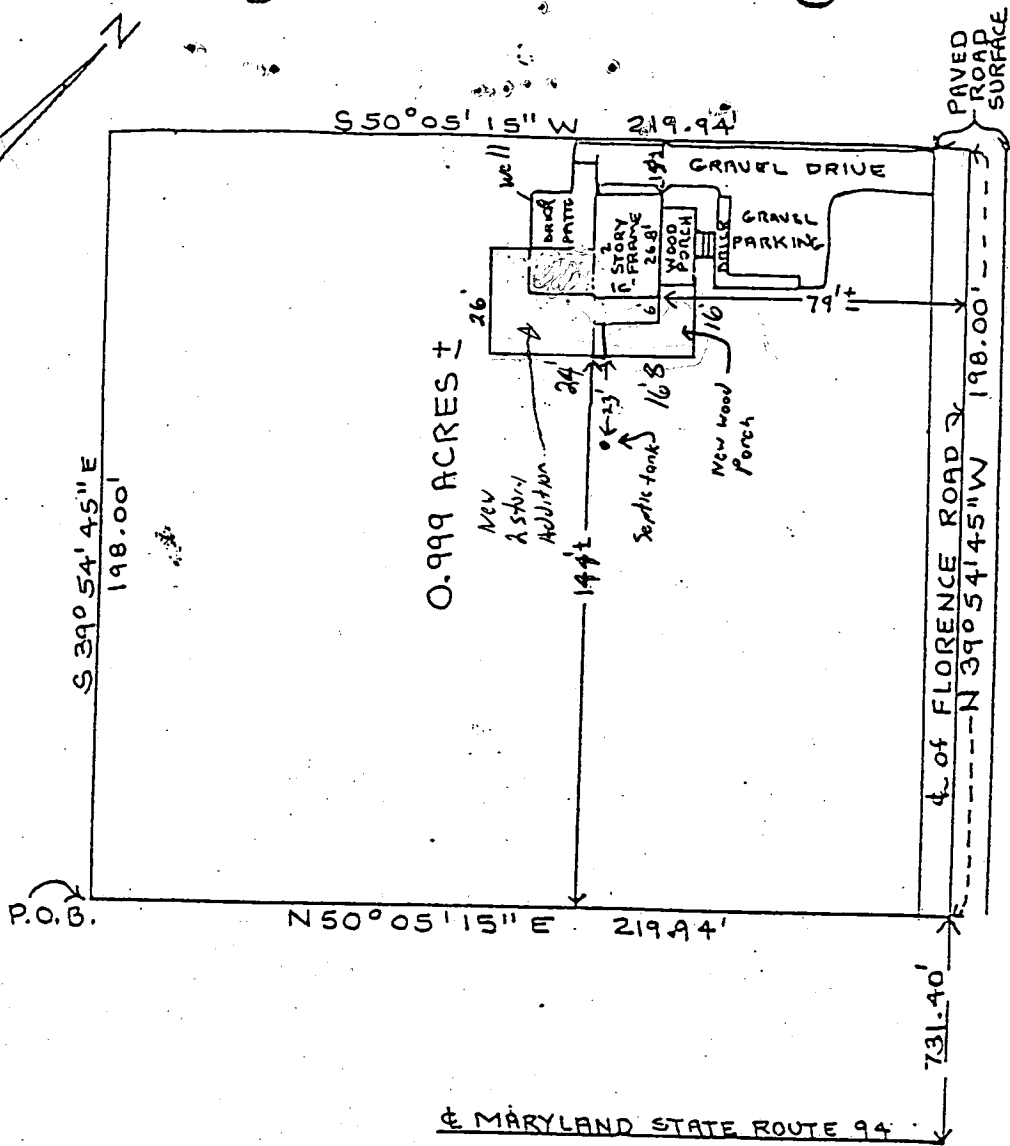 N
PAVED
ROAD
SURFACE
S 50° 05' 15" W 219.94'
well
GRAVEL DRIVE
PATIO
2 STORY
FRAME
26.8'
WOOD
PORCH
GRAVEL
PARKING
26'
6'
79'±
16'
24'
16'8
23'
0.999 ACRES ±
New
2 story
Addition
Septic tank
New wood
Porch
144'±
S 39° 54' 45" E
198.00'
℄ of FLORENCE ROAD
N 39° 54' 45" W 198.00'
P.O.B.
N 50° 05' 15" E 219.94'
731.40'
℄ MARYLAND STATE ROUTE 94